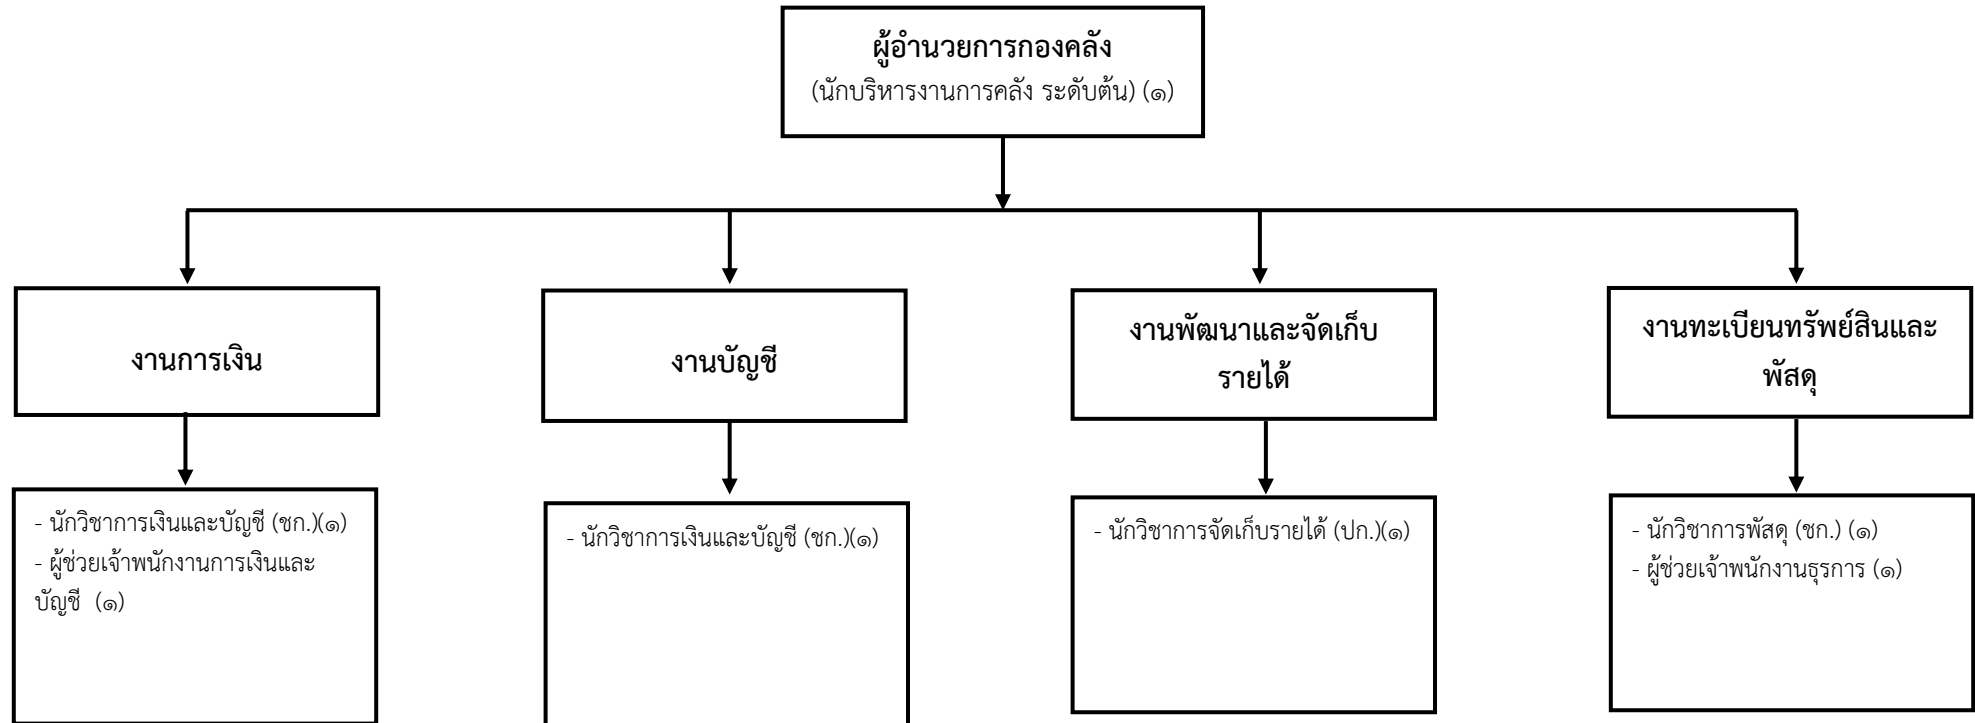 ผู้อำนวยการกองคลัง
(นักบริหารงานการคลัง ระดับต้น) (๑)
งานการเงิน
งานบัญชี
งานพัฒนาและจัดเก็บ
รายได้
งานทะเบียนทรัพย์สินและ
พัสดุ
- นักวิชาการเงินและบัญชี (ชก.)(๑)
- ผู้ช่วยเจ้าพนักงานการเงินและ
บัญชี  (๑)
- นักวิชาการเงินและบัญชี (ชก.)(๑)
- นักวิชาการจัดเก็บรายได้ (ปก.)(๑)
- นักวิชาการพัสดุ (ชก.) (๑)
- ผู้ช่วยเจ้าพนักงานธุรการ (๑)